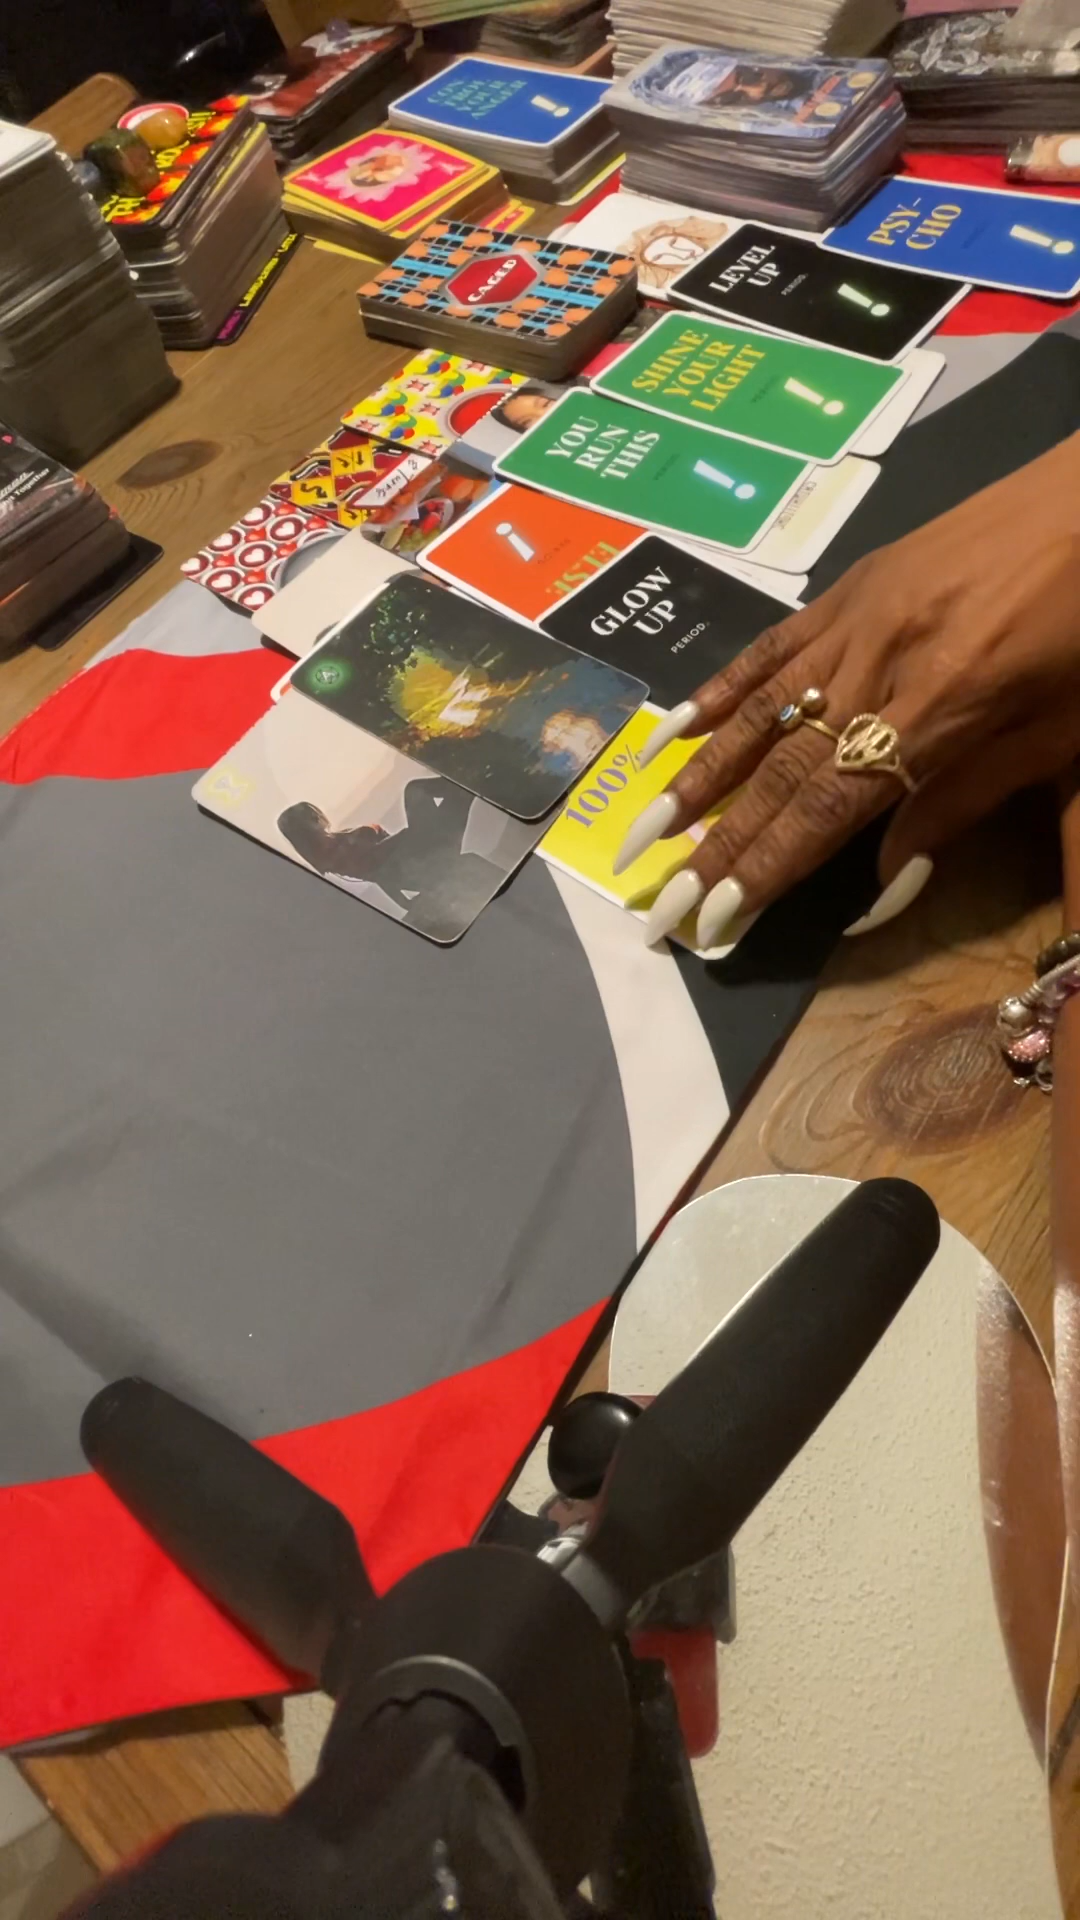 CON
TROL
YOUR
ANGER
!
PSY-
CHO
!
LEVEL
UP
PERIOD.
!
CAGED
SHINE
YOUR
LIGHT
PERIOD.
!
YOU
RUN
THIS
PERIOD.
!
!
GLOW
UP
PERIOD.
100%
Together